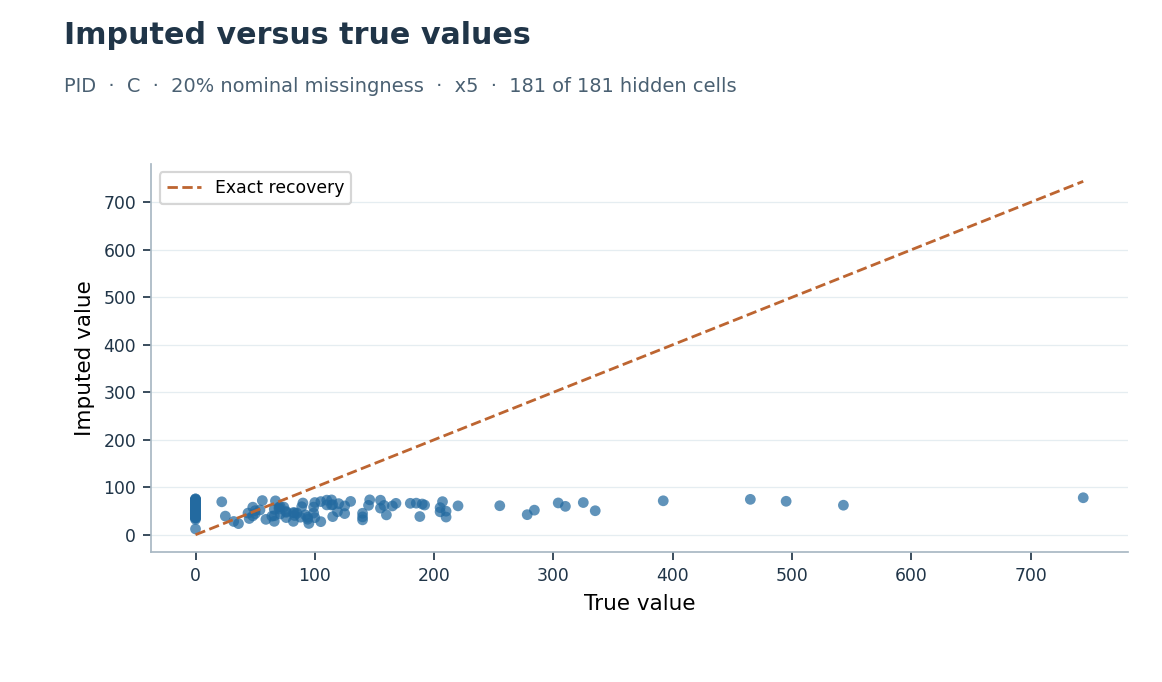 Imputed versus true values
PID · C · 20% nominal missingness · x5 · 181 of 181 hidden cells
Exact recovery
700
600
500
400
300
200
100
0
Imputed value
0 100 200 300 400 500 600 700
True value